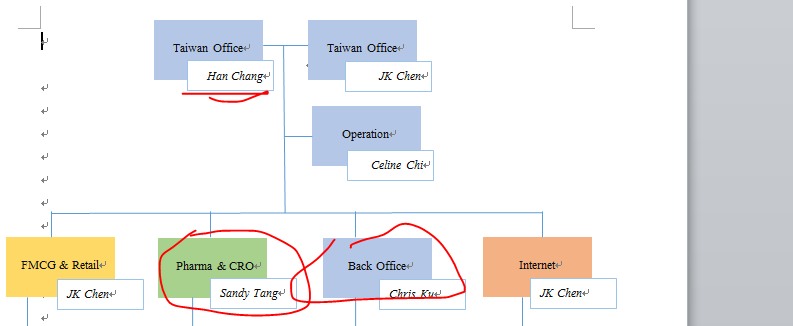 Taiwan Office
Taiwan Office
Han Chang
JK Chen
Operation
Celine Chi
FMCG & Retail
Pharma & CRO
Back Office
Internet
JK Chen
Sandy Tang
Chris Ku
JK Chen